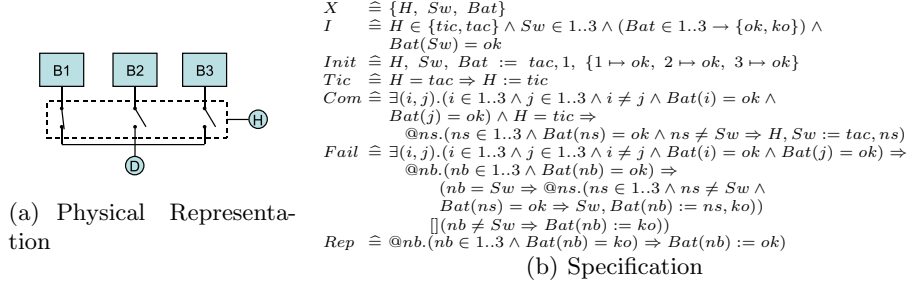 B1 B2 B3
H
D
(a) Physical Representa-
tion
X ≙ {H, Sw, Bat}
I ≙ H ∈ {tic, tac} ∧ Sw ∈ 1..3 ∧ (Bat ∈ 1..3 → {ok, ko}) ∧
Bat(Sw) = ok
Init ≙ H, Sw, Bat := tac, 1, {1 ↦ ok, 2 ↦ ok, 3 ↦ ok}
Tic ≙ H = tac ⇒ H := tic
Com ≙ ∃(i, j).(i ∈ 1..3 ∧ j ∈ 1..3 ∧ i ≠ j ∧ Bat(i) = ok ∧
Bat(j) = ok) ∧ H = tic ⇒
@ns.(ns ∈ 1..3 ∧ Bat(ns) = ok ∧ ns ≠ Sw ⇒ H, Sw := tac, ns)
Fail ≙ ∃(i, j).(i ∈ 1..3 ∧ j ∈ 1..3 ∧ i ≠ j ∧ Bat(i) = ok ∧ Bat(j) = ok) ⇒
@nb.(nb ∈ 1..3 ∧ Bat(nb) = ok) ⇒
(nb = Sw ⇒ @ns.(ns ∈ 1..3 ∧ ns ≠ Sw ∧
Bat(ns) = ok ⇒ Sw, Bat(nb) := ns, ko))
[](nb ≠ Sw ⇒ Bat(nb) := ko))
Rep ≙ @nb.(nb ∈ 1..3 ∧ Bat(nb) = ko) ⇒ Bat(nb) := ok)
(b) Specification